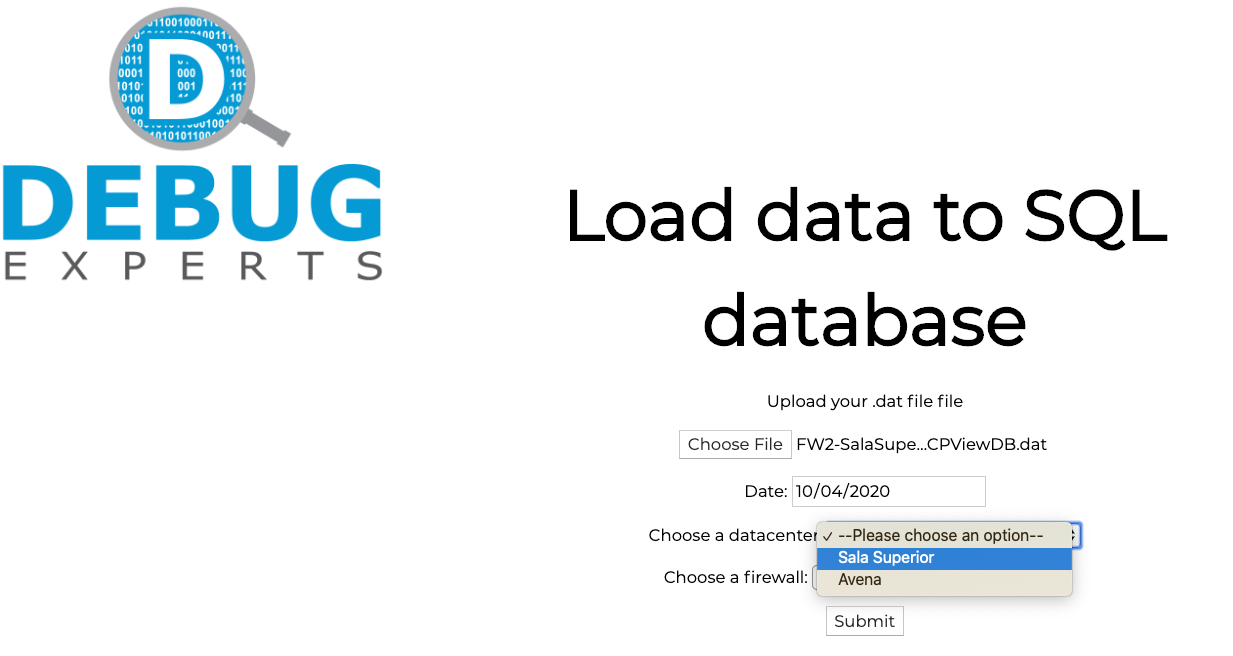 D
DEBUG
EXPERTS
Load data to SQL
database
Upload your .dat file file
Choose File FW2-SalaSupe...CPViewDB.dat
Date: 10/04/2020
Choose a datacenter
✓ --Please choose an option--
Sala Superior
Choose a firewall:
Avena
Submit